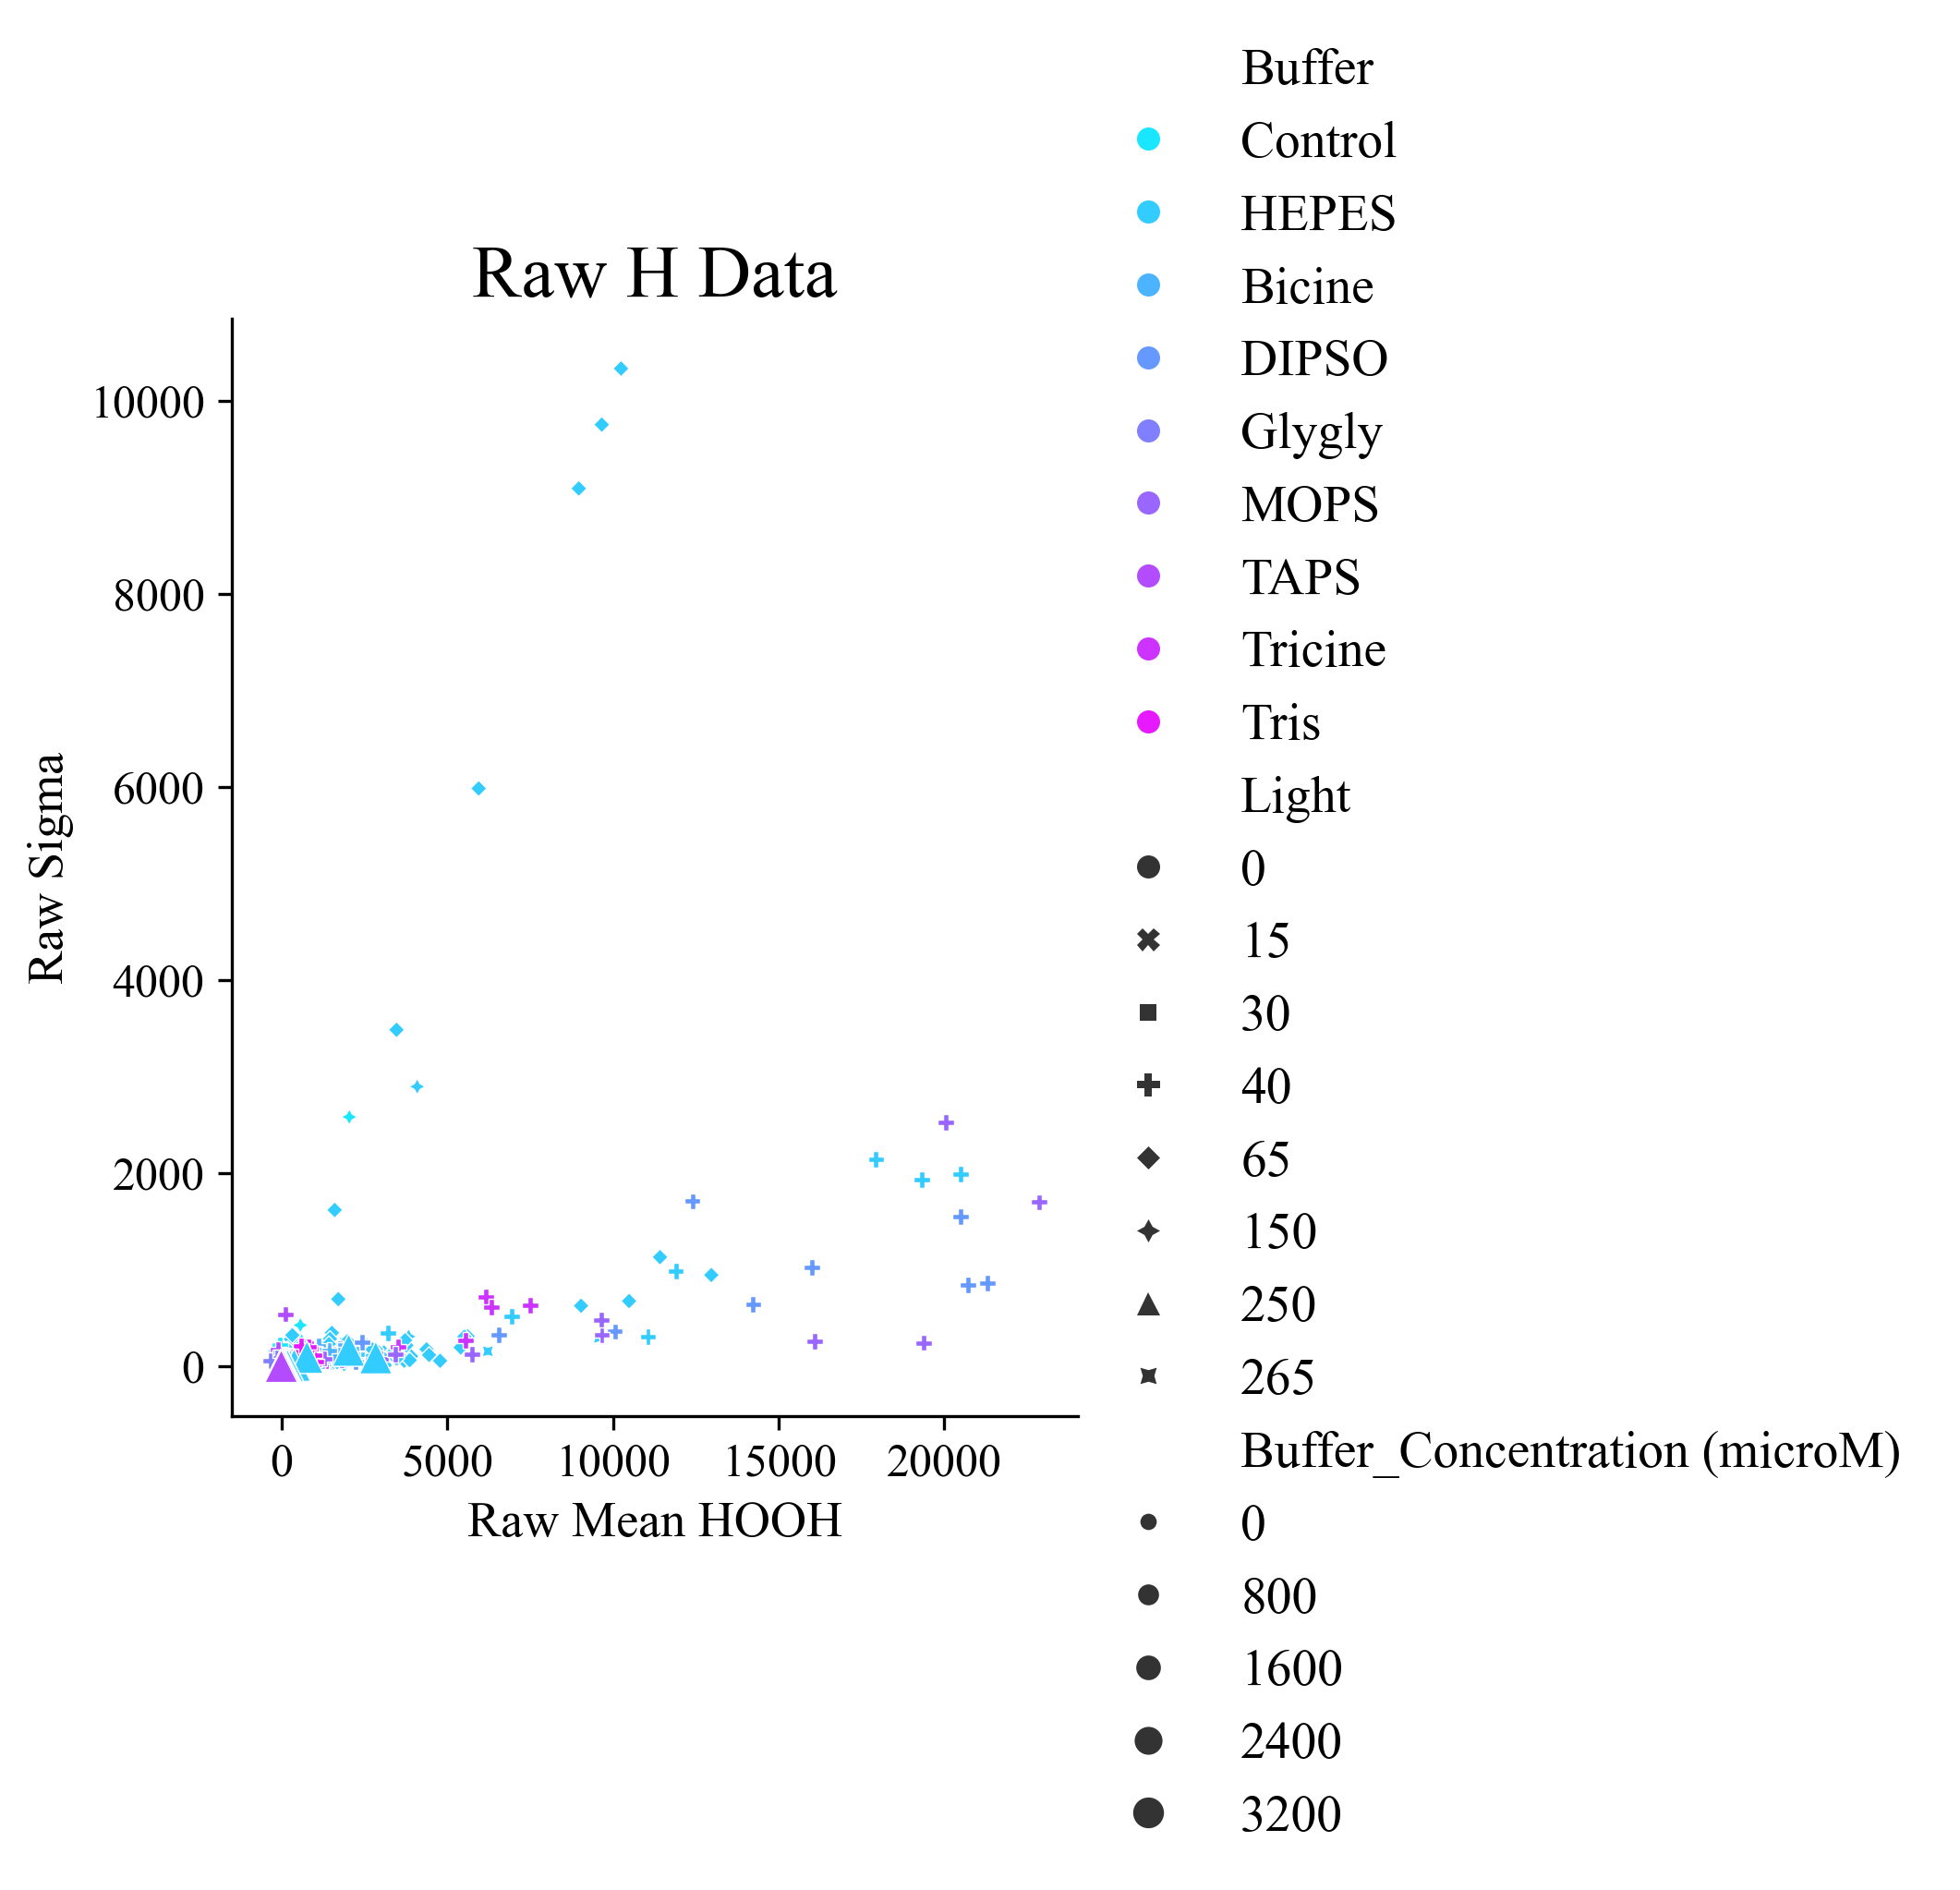 Raw H Data
10000
8000
6000
4000
2000
0
Raw Sigma
0 5000 10000 15000 20000
Raw Mean HOOH
Buffer
Control
HEPES
Bicine
DIPSO
Glygly
MOPS
TAPS
Tricine
Tris
Light
0
15
30
40
65
150
250
265
Buffer_Concentration (microM)
0
800
1600
2400
3200